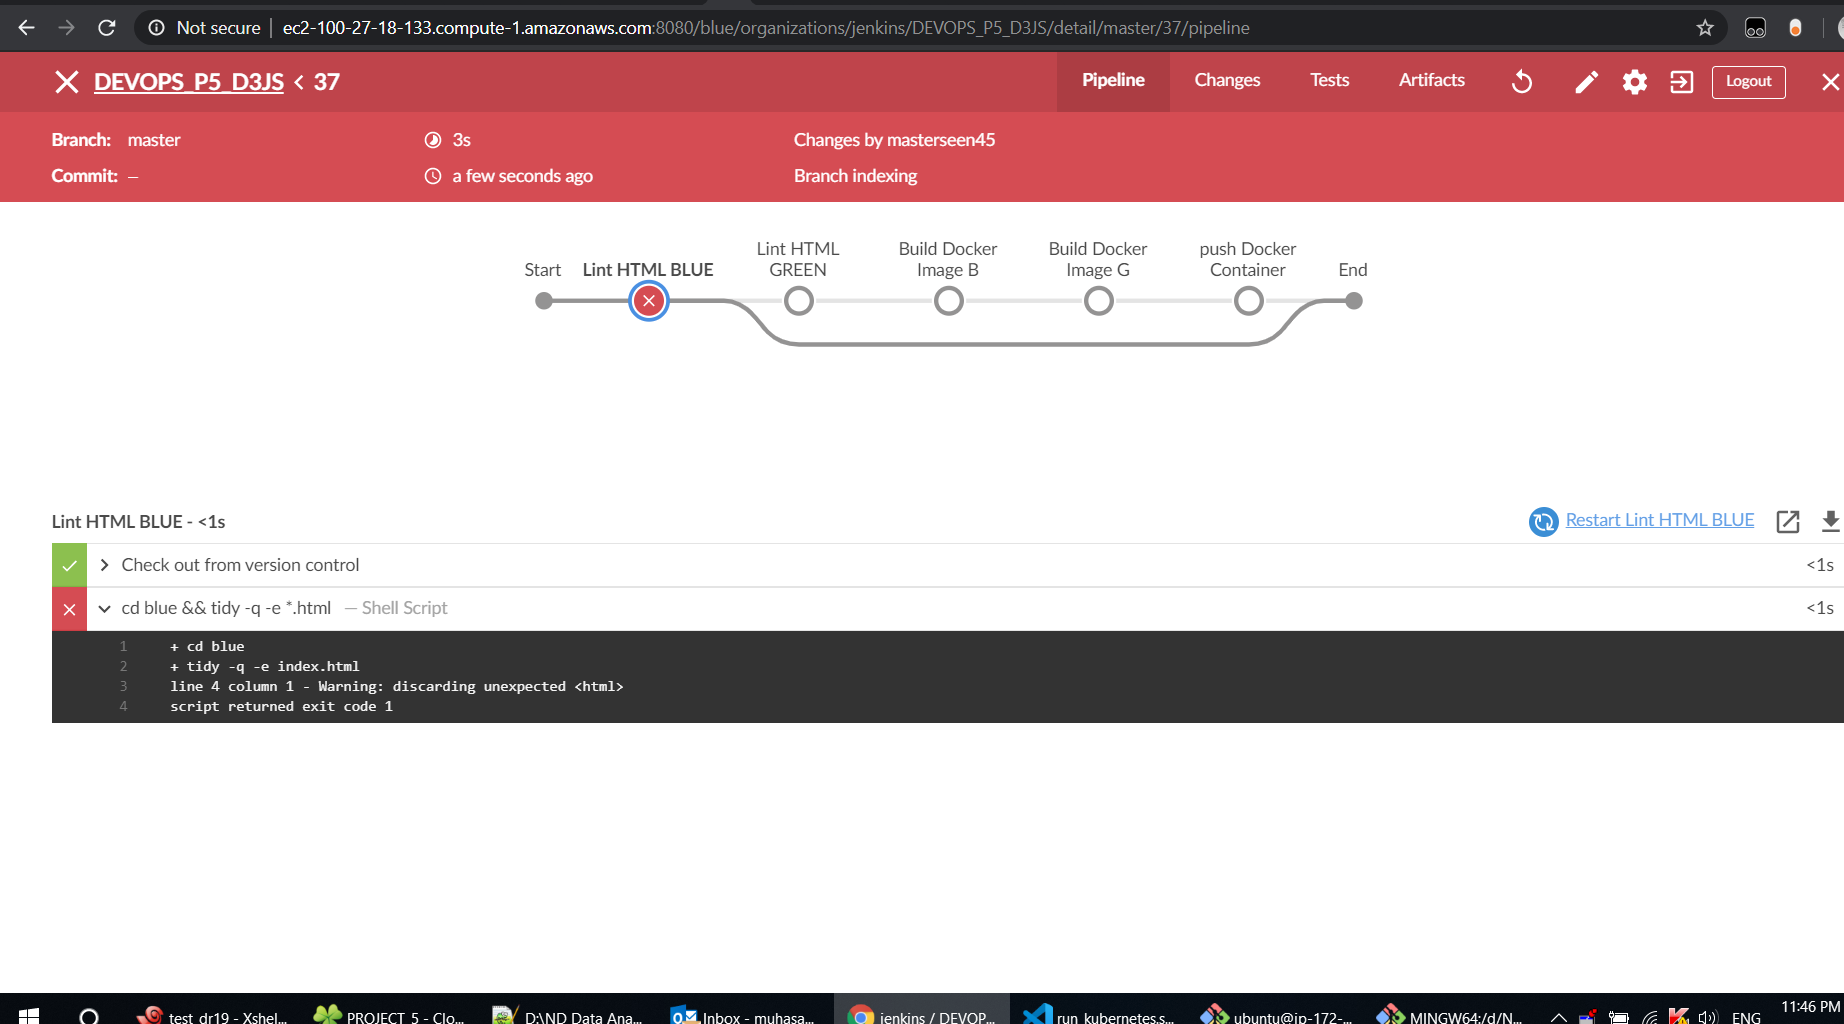 Not secure | ec2-100-27-18-133.compute-1.amazonaws.com:8080/blue/organizations/jenkins/DEVOPS_P5_D3JS/detail/master/37/pipeline
DEVOPS_P5_D3JS < 37
Pipeline Changes Tests Artifacts Logout
Branch: master 3s Changes by masterseen45
Commit: – a few seconds ago Branch indexing
Start
Lint HTML BLUE
Lint HTML
GREEN
Build Docker
Image B
Build Docker
Image G
push Docker
Container
End
Lint HTML BLUE - <1s
Restart Lint HTML BLUE
Check out from version control <1s
cd blue && tidy -q -e *.html — Shell Script <1s
1 + cd blue
2 + tidy -q -e index.html
3 line 4 column 1 - Warning: discarding unexpected <html>
4 script returned exit code 1
test_dr19 - Xshel...
PROJECT_5 - Clo...
D:\ND Data Ana...
Inbox - muhasa...
jenkins / DEVOP...
run_kubernetes.s...
ubuntu@ip-172-...
MINGW64:/d/N...
ENG
11:46 PM